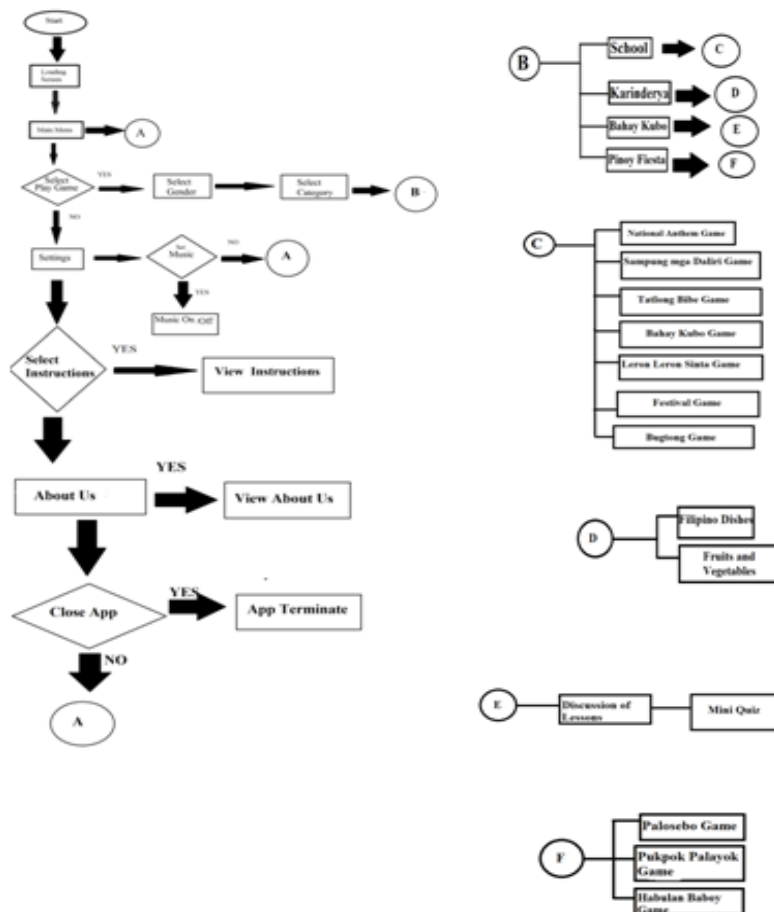 Start
Loading
Screen
Main Menu
A
Select
Play Game
YES
Select
Gender
Select
Category
B
NO
Settings
Set
Music
NO
A
YES
Music On /Off
Select
Instructions
YES
View Instructions
About Us
YES
View About Us
Close App
YES
App Terminate
NO
A
B
School
C
Karinderya
D
Bahay Kubo
E
Pinoy Fiesta
F
C
National Anthem Game
Sampung mga Daliri Game
Tatlong Bibe Game
Bahay Kubo Game
Leron Leron Sinta Game
Festival Game
Bugtong Game
D
Filipino Dishes
Fruits and
Vegetables
E
Discussion of
Lessons
Mini Quiz
F
Palosebo Game
Pukpok Palayok
Game
Habulan Baboy
Game